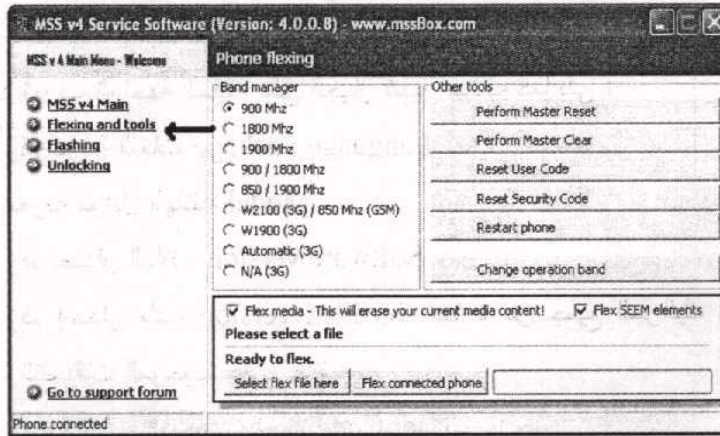 MSS v4 Service Software (Version: 4.0.0.8) - www.mssBox.com
MSS v 4 Main Menu - Welcome
MSS v4 Main
Flexing and tools
Flashing
Unlocking
Go to support forum
Phone flexing
Band manager
900 Mhz
1800 Mhz
1900 Mhz
900 / 1800 Mhz
850 / 1900 Mhz
W2100 (3G) / 850 Mhz (GSM)
W1900 (3G)
Automatic (3G)
N/A (3G)
Other tools
Perform Master Reset
Perform Master Clear
Reset User Code
Reset Security Code
Restart phone
Change operation band
Flex media - This will erase your current media content!
Flex SEEM elements
Please select a file
Ready to flex.
Select flex file here
Flex connected phone
Phone connected